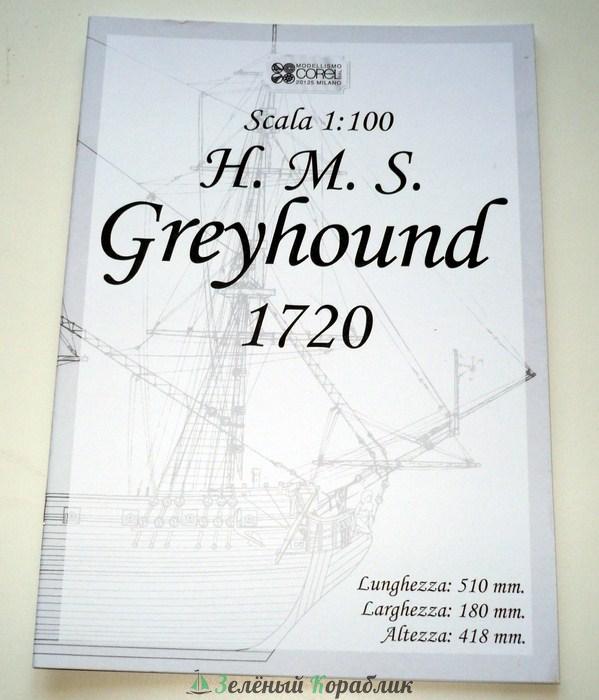 MODELLISMO
COREL
20125 MILANO
Scala 1:100
H. M. S.
Greyhound
1720
Lunghezza: 510 mm.
Larghezza: 180 mm.
Altezza: 418 mm.
Зелёный Кораблик